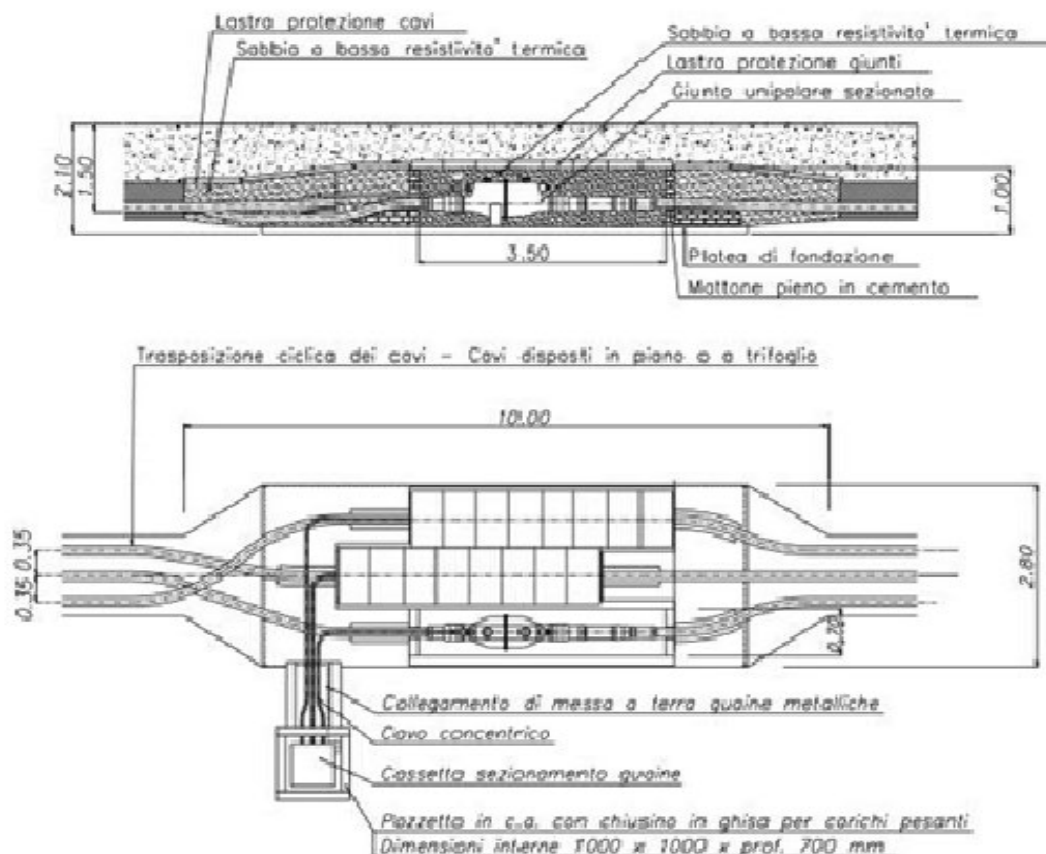 Lastra protezione cavi
Sabbia a bassa resistivita' termica
Sabbia a bassa resistivita' termica
Lastra protezione giunti
Giunto unipolare sezionato
2.10
1.50
1.00
3.50
Platea di fondazione
Mattone pieno in cemento
Trasposizione ciclica dei cavi - Cavi disposti in piano o a trifoglio
10.00
0.35
0.35
2.80
0.70
Collegamento di messa a terra guaine metalliche
Cavo concentrico
Cassetta sezionamento guaine
Pozzetto in c.a. con chiusino in ghisa per carichi pesanti
Dimensioni interne 1000 x 1000 x prof. 700 mm